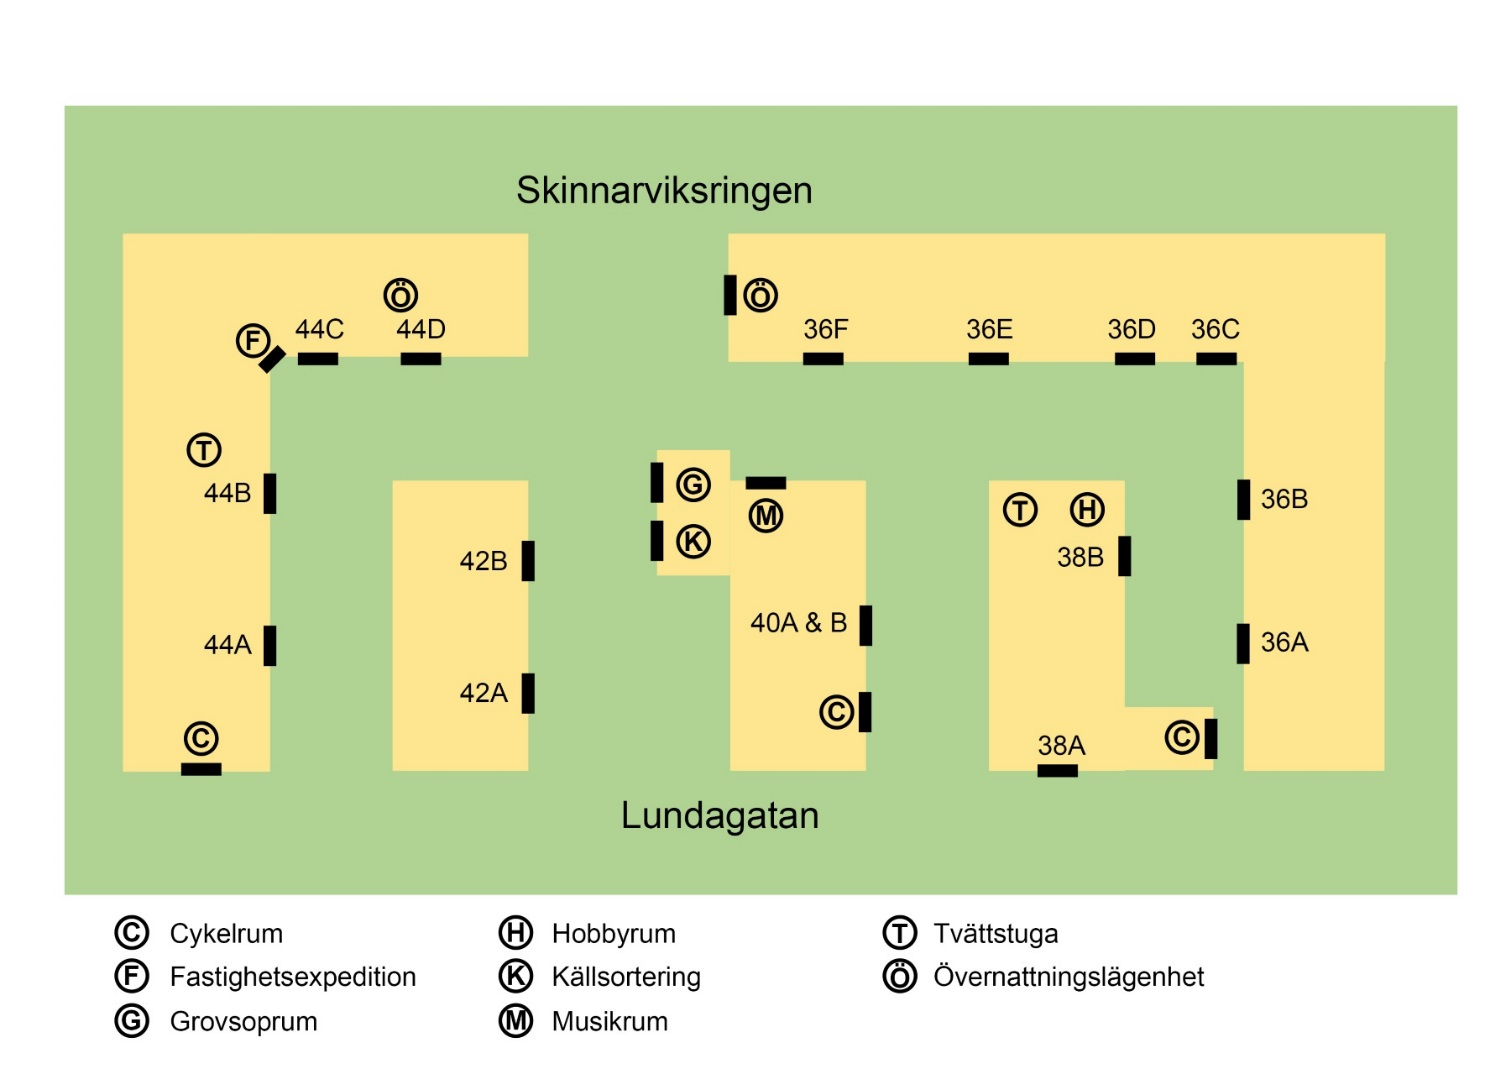 Skinnarviksringen
Ö
Ö
F
44C
44D
36F
36E
36D
36C
T
44B
G
K
M
T
H
36B
42B
38B
40A & B
44A
36A
42A
C
C
C
38A
Lundagatan
C Cykelrum
H Hobbyrum
T Tvättstuga
F Fastighetsexpedition
K Källsortering
Ö Övernattningslägenhet
G Grovsoprum
M Musikrum